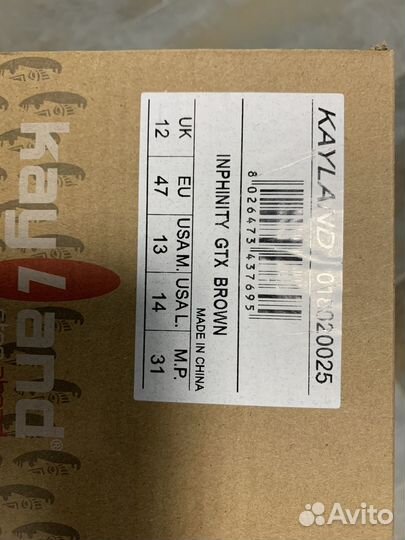 KAYLAND 018020025
8 026473 437695
INPHINITY GTX BROWN
MADE IN CHINA
UK EU USA M. USA L. M.P.
12 47 13 14 31
kayland®
Avito